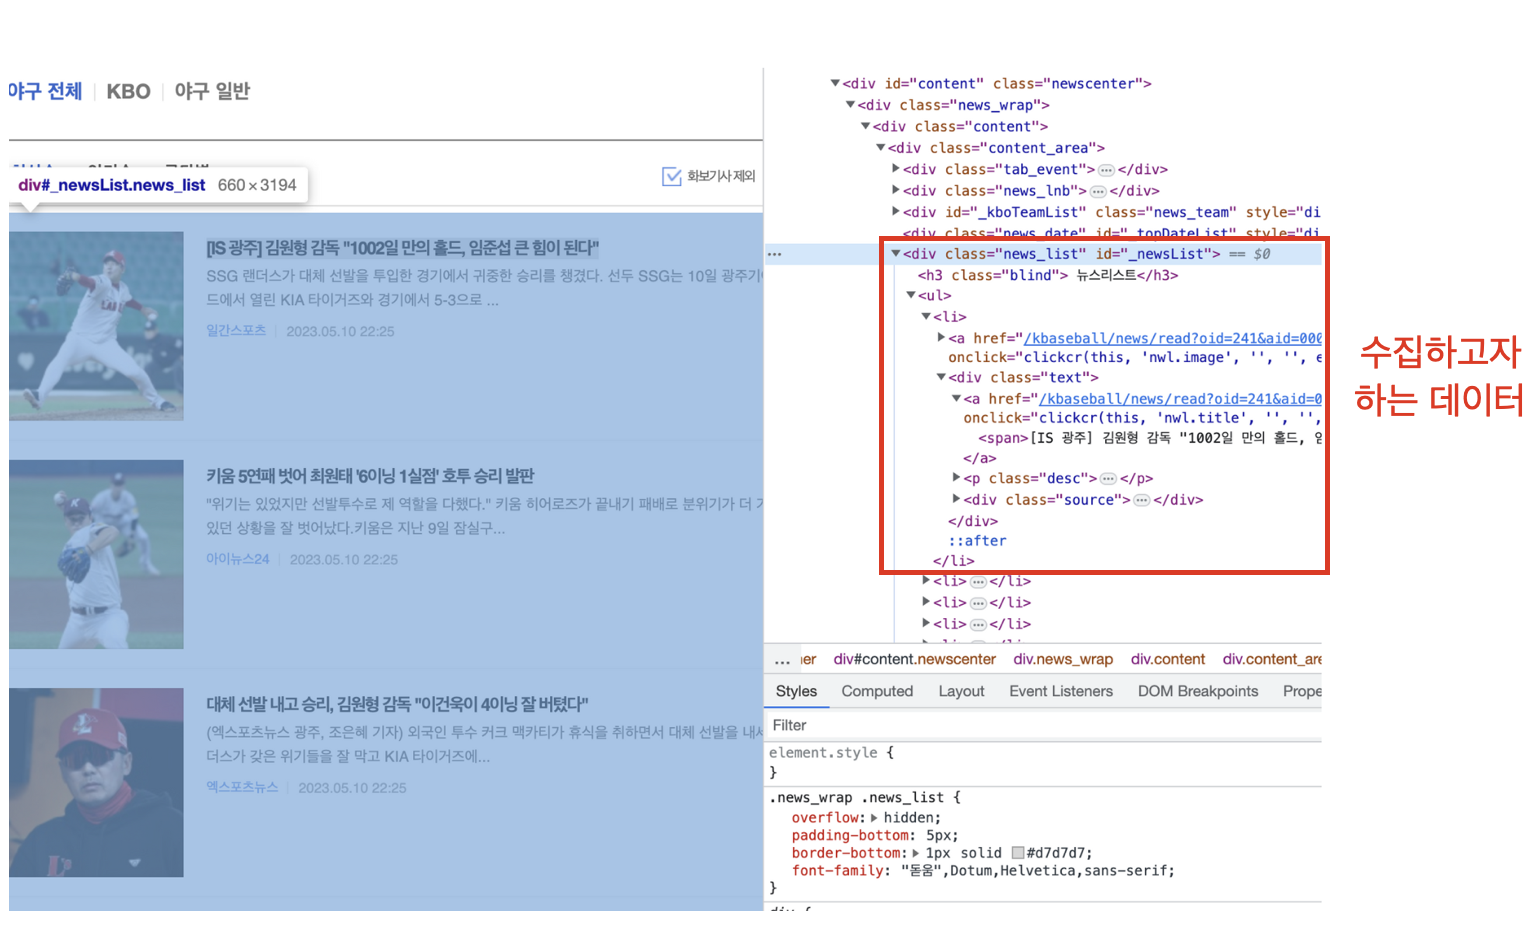 야구 전체 KBO 야구 일반
div#_newsList.news_list 660 × 3194
화보기사 제외
[IS 광주] 김원형 감독 "1002일 만의 홀드, 임준섭 큰 힘이 된다"
SSG 랜더스가 대체 선발을 투입한 경기에서 귀중한 승리를 챙겼다. 선두 SSG는 10일 광주기아
드에서 열린 KIA 타이거즈와 경기에서 5-3으로 ...
일간스포츠 2023.05.10 22:25
키움 5연패 벗어 최원태 '6이닝 1실점' 호투 승리 발판
"위기는 있었지만 선발투수로 제 역할을 다했다." 키움 히어로즈가 끝내기 패배로 분위기가 더 가
있던 상황을 잘 벗어났다.키움은 지난 9일 잠실구...
아이뉴스24 2023.05.10 22:25
대체 선발 내고 승리, 김원형 감독 "이건욱이 4이닝 잘 버텼다"
(엑스포츠뉴스 광주, 조은혜 기자) 외국인 투수 커크 맥카티가 휴식을 취하면서 대체 선발을 내세
더스가 갖은 위기들을 잘 막고 KIA 타이거즈에...
엑스포츠뉴스 2023.05.10 22:25
<div id="content" class="newscenter">
<div class="news_wrap">
<div class="content">
<div class="content_area">
<div class="tab_event"> ⋯ </div>
<div class="news_lnb"> ⋯ </div>
<div id="_kboTeamList" class="news_team" style="di
<div class="news_date" id="_topDateList" style="di
... <div class="news_list" id="_newsList"> == $0
<h3 class="blind"> 뉴스리스트</h3>
<ul>
<li>
<a href="/kbaseball/news/read?oid=241&aid=000
onclick="clickcr(this, 'nwl.image', '', '', e
<div class="text">
<a href="/kbaseball/news/read?oid=241&aid=0
onclick="clickcr(this, 'nwl.title', '', '',
<span>[IS 광주] 김원형 감독 "1002일 만의 홀드, 임
</a>
<p class="desc"> ⋯ </p>
<div class="source"> ⋯ </div>
</div>
::after
</li>
<li> ⋯ </li>
<li> ⋯ </li>
<li> ⋯ </li>
수집하고자
하는 데이터
... ner div#content.newscenter div.news_wrap div.content div.content_are
Styles Computed Layout Event Listeners DOM Breakpoints Prope
Filter
element.style {
}
.news_wrap .news_list {
overflow: hidden;
padding-bottom: 5px;
border-bottom: 1px solid #d7d7d7;
font-family: "돋움",Dotum,Helvetica,sans-serif;
}
div {